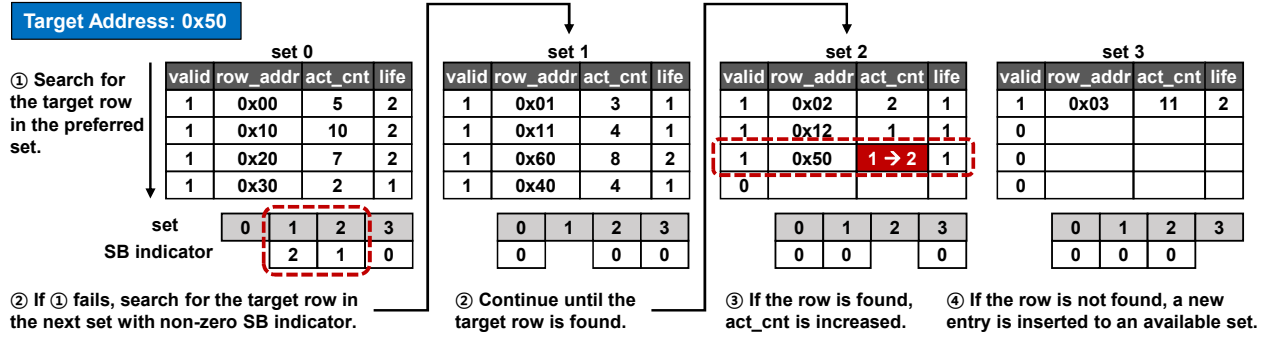 Target Address: 0x50
① Search for
the target row
in the preferred
set.
set 0
valid row_addr act_cnt life
1 0x00 5 2
1 0x10 10 2
1 0x20 7 2
1 0x30 2 1
set 0 1 2 3
SB indicator 2 1 0
② If ① fails, search for the target row in
the next set with non-zero SB indicator.
set 1
valid row_addr act_cnt life
1 0x01 3 1
1 0x11 4 1
1 0x60 8 2
1 0x40 4 1
0 1 2 3
0 0 0
② Continue until the
target row is found.
set 2
valid row_addr act_cnt life
1 0x02 2 1
1 0x12 1 1
1 0x50 1 → 2 1
0
0 1 2 3
0 0 0
③ If the row is found,
act_cnt is increased.
set 3
valid row_addr act_cnt life
1 0x03 11 2
0
0
0
0 1 2 3
0 0 0
④ If the row is not found, a new
entry is inserted to an available set.